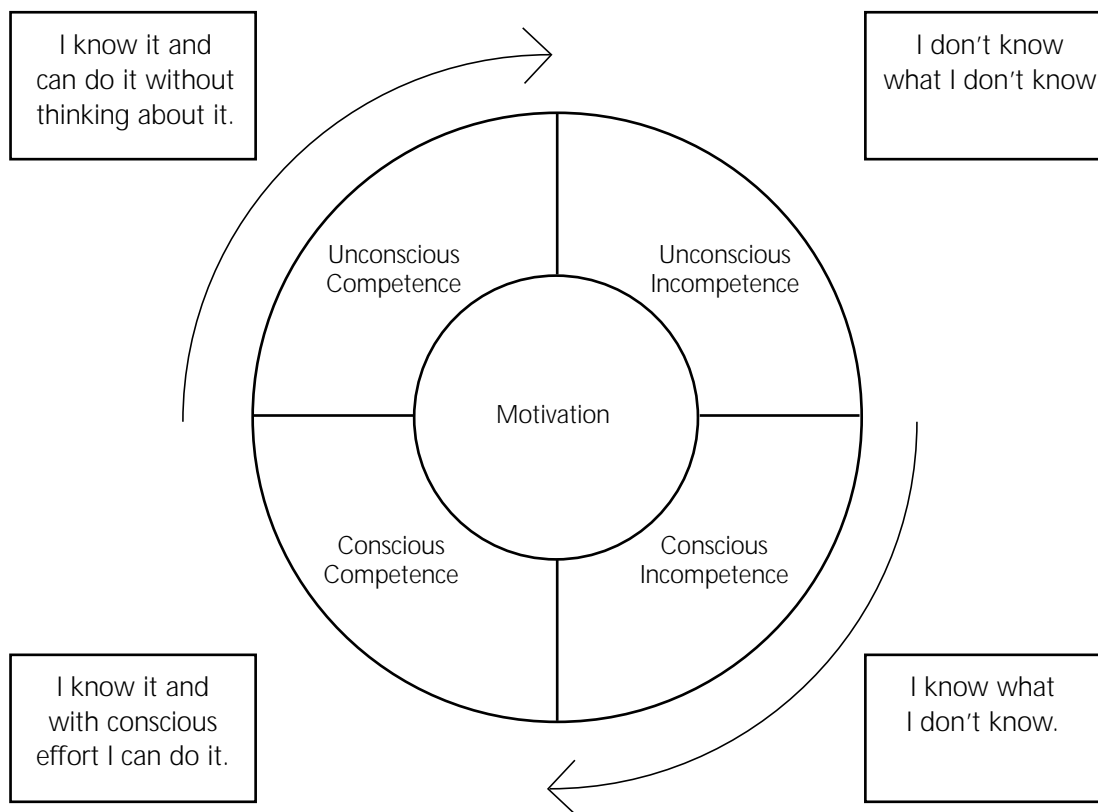 I know it and
can do it without
thinking about it.
I don't know
what I don't know
Unconscious
Competence
Unconscious
Incompetence
Motivation
Conscious
Competence
Conscious
Incompetence
I know it and
with conscious
effort I can do it.
I know what
I don't know.